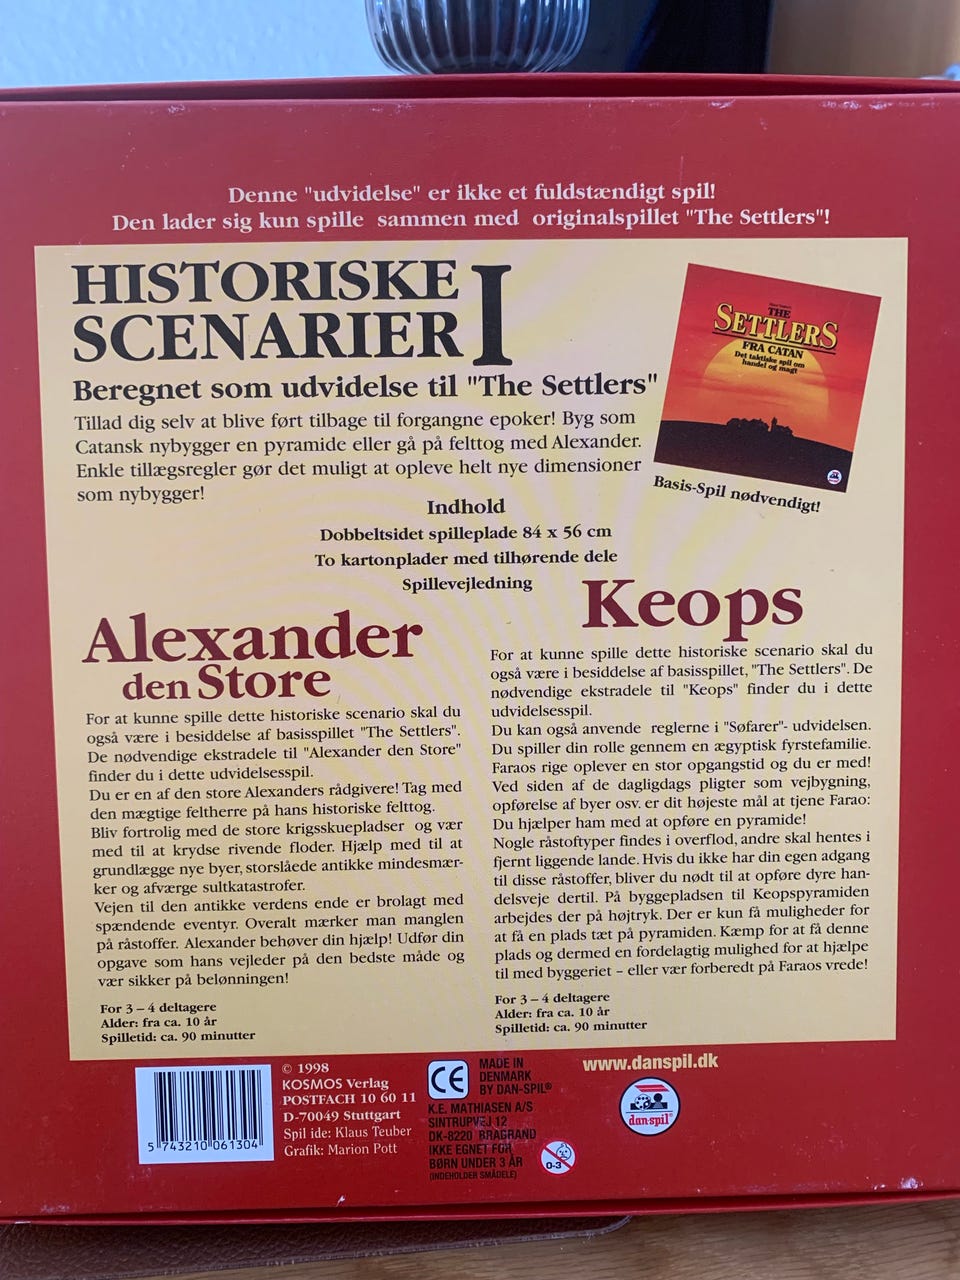 Denne "udvidelse" er ikke et fuldstændigt spil!
Den lader sig kun spille sammen med originalspillet "The Settlers"!
HISTORISKE
SCENARIER I
Beregnet som udvidelse til "The Settlers"
Tillad dig selv at blive ført tilbage til forgangne epoker! Byg som
Catansk nybygger en pyramide eller gå på felttog med Alexander.
Enkle tillægsregler gør det muligt at opleve helt nye dimensioner
som nybygger!
THE
SETTLERS
FRA CATAN
Det taktiske spil om
handel og magt
Basis-Spil nødvendigt!
Indhold
Dobbeltsidet spilleplade 84 x 56 cm
To kartonplader med tilhørende dele
Spillevejledning
Alexander
den Store
For at kunne spille dette historiske scenario skal du
også være i besiddelse af basisspillet "The Settlers".
De nødvendige ekstradele til "Alexander den Store"
finder du i dette udvidelsesspil.
Du er en af den store Alexanders rådgivere! Tag med
den mægtige feltherre på hans historiske felttog.
Bliv fortrolig med de store krigsskuepladser og vær
med til at krydse rivende floder. Hjælp med til at
grundlægge nye byer, storslåede antikke mindesmær-
ker og afværge sultkatastrofer.
Vejen til den antikke verdens ende er brolagt med
spændende eventyr. Overalt mærker man manglen
på råstoffer. Alexander behøver din hjælp! Udfør din
opgave som hans vejleder på den bedste måde og
vær sikker på belønningen!
For 3 – 4 deltagere
Alder: fra ca. 10 år
Spilletid: ca. 90 minutter
Keops
For at kunne spille dette historiske scenario skal du
også være i besiddelse af basisspillet, "The Settlers". De
nødvendige ekstradele til "Keops" finder du i dette
udvidelsesspil.
Du kan også anvende reglerne i "Søfarer"- udvidelsen.
Du spiller din rolle gennem en ægyptisk fyrstefamilie.
Faraos rige oplever en stor opgangstid og du er med!
Ved siden af de dagligdags pligter som vejbygning,
opførelse af byer osv. er dit højeste mål at tjene Farao:
Du hjælper ham med at opføre en pyramide!
Nogle råstoftyper findes i overflod, andre skal hentes i
fjernt liggende lande. Hvis du ikke har din egen adgang
til disse råstoffer, bliver du nødt til at opføre dyre han-
delsveje dertil. På byggepladsen til Keopspyramiden
arbejdes der på højtryk. Der er kun få muligheder for
at få en plads tæt på pyramiden. Kæmp for at få denne
plads og dermed en fordelagtig mulighed for at hjælpe
til med byggeriet – eller vær forberedt på Faraos vrede!
For 3 – 4 deltagere
Alder: fra ca. 10 år
Spilletid: ca. 90 minutter
5 743210 061304
© 1998
KOSMOS Verlag
POSTFACH 10 60 11
D-70049 Stuttgart
Spil ide: Klaus Teuber
Grafik: Marion Pott
CE
MADE IN
DENMARK
BY DAN-SPIL®
K.E. MATHIASEN A/S
SINTRUPVEJ 12
DK-8220 BRABRAND
IKKE EGNET FOR
BØRN UNDER 3 ÅR
(INDEHOLDER SMÅDELE)
0-3
www.danspil.dk
dan-spil®